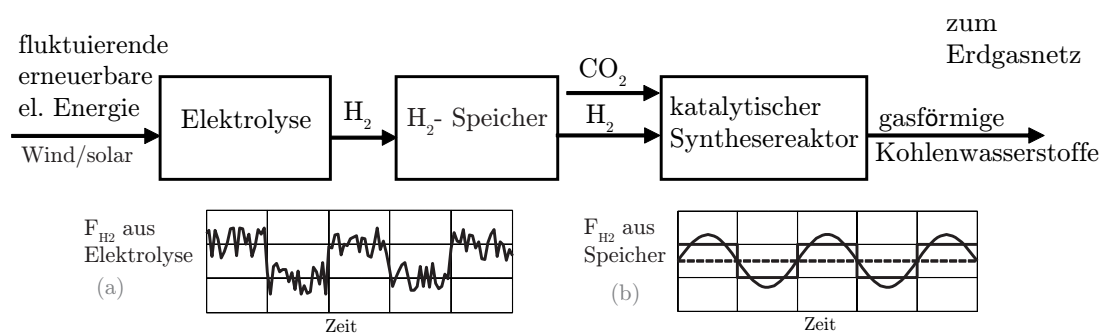 fluktuierende
erneuerbare
el. Energie
Wind/solar
Elektrolyse
H2
H2- Speicher
CO2
H2
katalytischer
Synthesereaktor
zum
Erdgasnetz
gasförmige
Kohlenwasserstoffe
FH2 aus
Elektrolyse
(a)
Zeit
FH2 aus
Speicher
(b)
Zeit